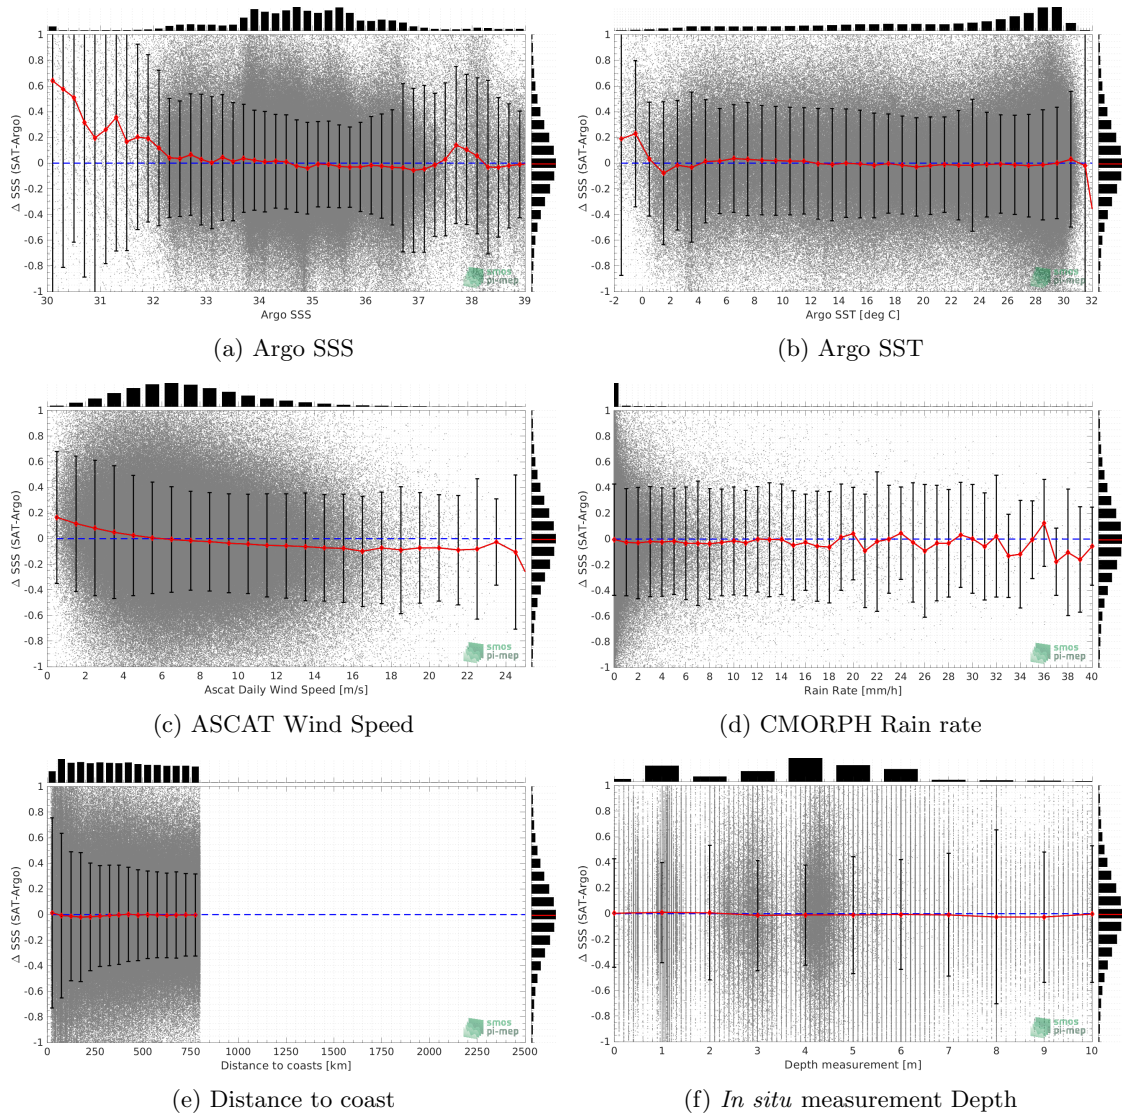 1
0.8
0.6
0.4
0.2
0
-0.2
-0.4
-0.6
-0.8
-1
Δ SSS (SAT-Argo)
30 31 32 33 34 35 36 37 38 39
Argo SSS
smos
pi-mep
(a) Argo SSS
1
0.8
0.6
0.4
0.2
0
-0.2
-0.4
-0.6
-0.8
-1
Δ SSS (SAT-Argo)
-2 0 2 4 6 8 10 12 14 16 18 20 22 24 26 28 30 32
Argo SST [deg C]
smos
pi-mep
(b) Argo SST
1
0.8
0.6
0.4
0.2
0
-0.2
-0.4
-0.6
-0.8
-1
Δ SSS (SAT-Argo)
0 2 4 6 8 10 12 14 16 18 20 22 24
Ascat Daily Wind Speed [m/s]
smos
pi-mep
(c) ASCAT Wind Speed
1
0.8
0.6
0.4
0.2
0
-0.2
-0.4
-0.6
-0.8
-1
Δ SSS (SAT-Argo)
0 2 4 6 8 10 12 14 16 18 20 22 24 26 28 30 32 34 36 38 40
Rain Rate [mm/h]
smos
pi-mep
(d) CMORPH Rain rate
1
0.8
0.6
0.4
0.2
0
-0.2
-0.4
-0.6
-0.8
-1
Δ SSS (SAT-Argo)
0 250 500 750 1000 1250 1500 1750 2000 2250 2500
Distance to coasts [km]
smos
pi-mep
(e) Distance to coast
1
0.8
0.6
0.4
0.2
0
-0.2
-0.4
-0.6
-0.8
-1
Δ SSS (SAT-Argo)
0 1 2 3 4 5 6 7 8 9 10
Depth measurement [m]
smos
pi-mep
(f) In situ measurement Depth